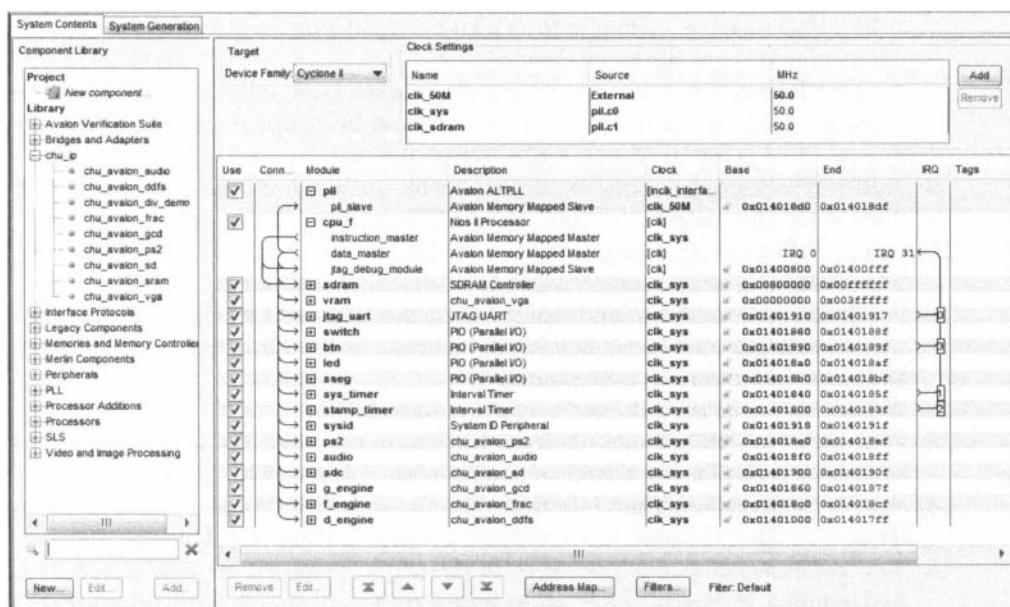 System Contents System Generation
Component Library
Project
New component...
Library
Avalon Verification Suite
Bridges and Adapters
chu_ip
chu_avalon_audio
chu_avalon_ddfs
chu_avalon_div_demo
chu_avalon_frac
chu_avalon_gcd
chu_avalon_ps2
chu_avalon_sd
chu_avalon_sram
chu_avalon_vga
Interface Protocols
Legacy Components
Memories and Memory Controlle
Merlin Components
Peripherals
PLL
Processor Additions
Processors
SLS
Video and Image Processing
New... Edit... Add...
Target
Device Family: Cyclone II
Clock Settings
Name Source MHz
clk_50M External 50.0
clk_sys pll.c0 50.0
clk_sdram pll.c1 50.0
Add
Remove
Use Conn... Module Description Clock Base End IRQ Tags
pll Avalon ALTPLL [inclk_interfa...
pll_slave Avalon Memory Mapped Slave clk_50M 0x014018d0 0x014018df
cpu_f Nios II Processor [clk]
instruction_master Avalon Memory Mapped Master clk_sys
data_master Avalon Memory Mapped Master [clk] IRQ 0 IRQ 31
jtag_debug_module Avalon Memory Mapped Slave [clk] 0x01400800 0x01400fff
sdram SDRAM Controller clk_sys 0x00800000 0x00ffffff
vram chu_avalon_vga clk_sys 0x00000000 0x003fffff
jtag_uart JTAG UART clk_sys 0x01401910 0x01401917
switch PIO (Parallel I/O) clk_sys 0x01401880 0x0140188f
btn PIO (Parallel I/O) clk_sys 0x01401890 0x0140189f
led PIO (Parallel I/O) clk_sys 0x014018a0 0x014018af
sseg PIO (Parallel I/O) clk_sys 0x014018b0 0x014018bf
sys_timer Interval Timer clk_sys 0x01401840 0x0140185f
stamp_timer Interval Timer clk_sys 0x01401800 0x0140183f
sysid System ID Peripheral clk_sys 0x01401918 0x0140191f
ps2 chu_avalon_ps2 clk_sys 0x014018e0 0x014018ef
audio chu_avalon_audio clk_sys 0x014018f0 0x014018ff
sdc chu_avalon_sd clk_sys 0x01401900 0x0140190f
g_engine chu_avalon_gcd clk_sys 0x01401860 0x0140187f
f_engine chu_avalon_frac clk_sys 0x014018c0 0x014018cf
d_engine chu_avalon_ddfs clk_sys 0x01401000 0x014017ff
Remove Edit... Address Map... Filters... Filter: Default